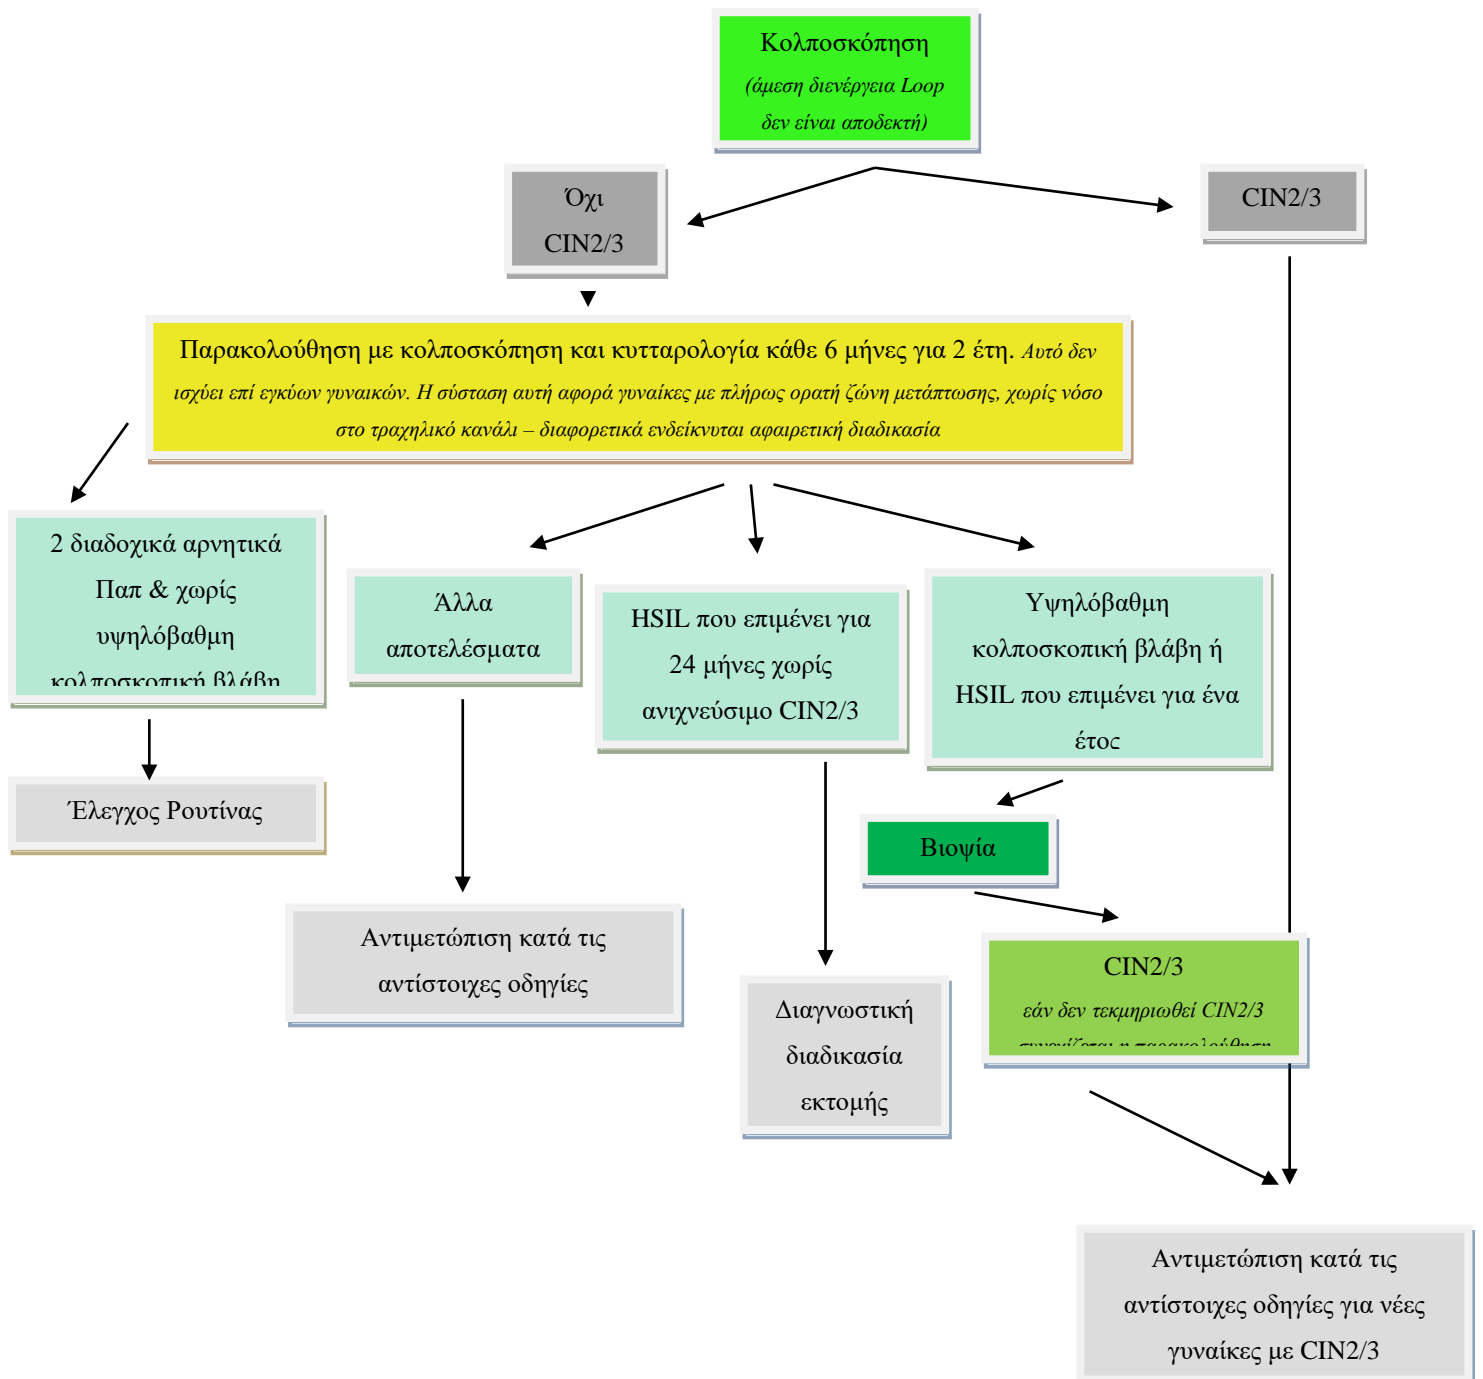 Κολποσκόπηση
(άμεση διενέργεια Loop
δεν είναι αποδεκτή)
Όχι
CIN2/3
CIN2/3
Παρακολούθηση με κολποσκόπηση και κυτταρολογία κάθε 6 μήνες για 2 έτη. Αυτό δεν
ισχύει επί εγκύων γυναικών. Η σύσταση αυτή αφορά γυναίκες με πλήρως ορατή ζώνη μετάπτωσης, χωρίς νόσο
στο τραχηλικό κανάλι – διαφορετικά ενδείκνυται αφαιρετική διαδικασία
2 διαδοχικά αρνητικά
Παπ & χωρίς
υψηλόβαθμη
κολποσκοπική βλάβη
Άλλα
αποτελέσματα
HSIL που επιμένει για
24 μήνες χωρίς
ανιχνεύσιμο CIN2/3
Υψηλόβαθμη
κολποσκοπική βλάβη ή
HSIL που επιμένει για ένα
έτος
Έλεγχος Ρουτίνας
Βιοψία
Αντιμετώπιση κατά τις
αντίστοιχες οδηγίες
CIN2/3
εάν δεν τεκμηριωθεί CIN2/3
συνεχίζεται η παρακολούθηση
Διαγνωστική
διαδικασία
εκτομής
Αντιμετώπιση κατά τις
αντίστοιχες οδηγίες για νέες
γυναίκες με CIN2/3